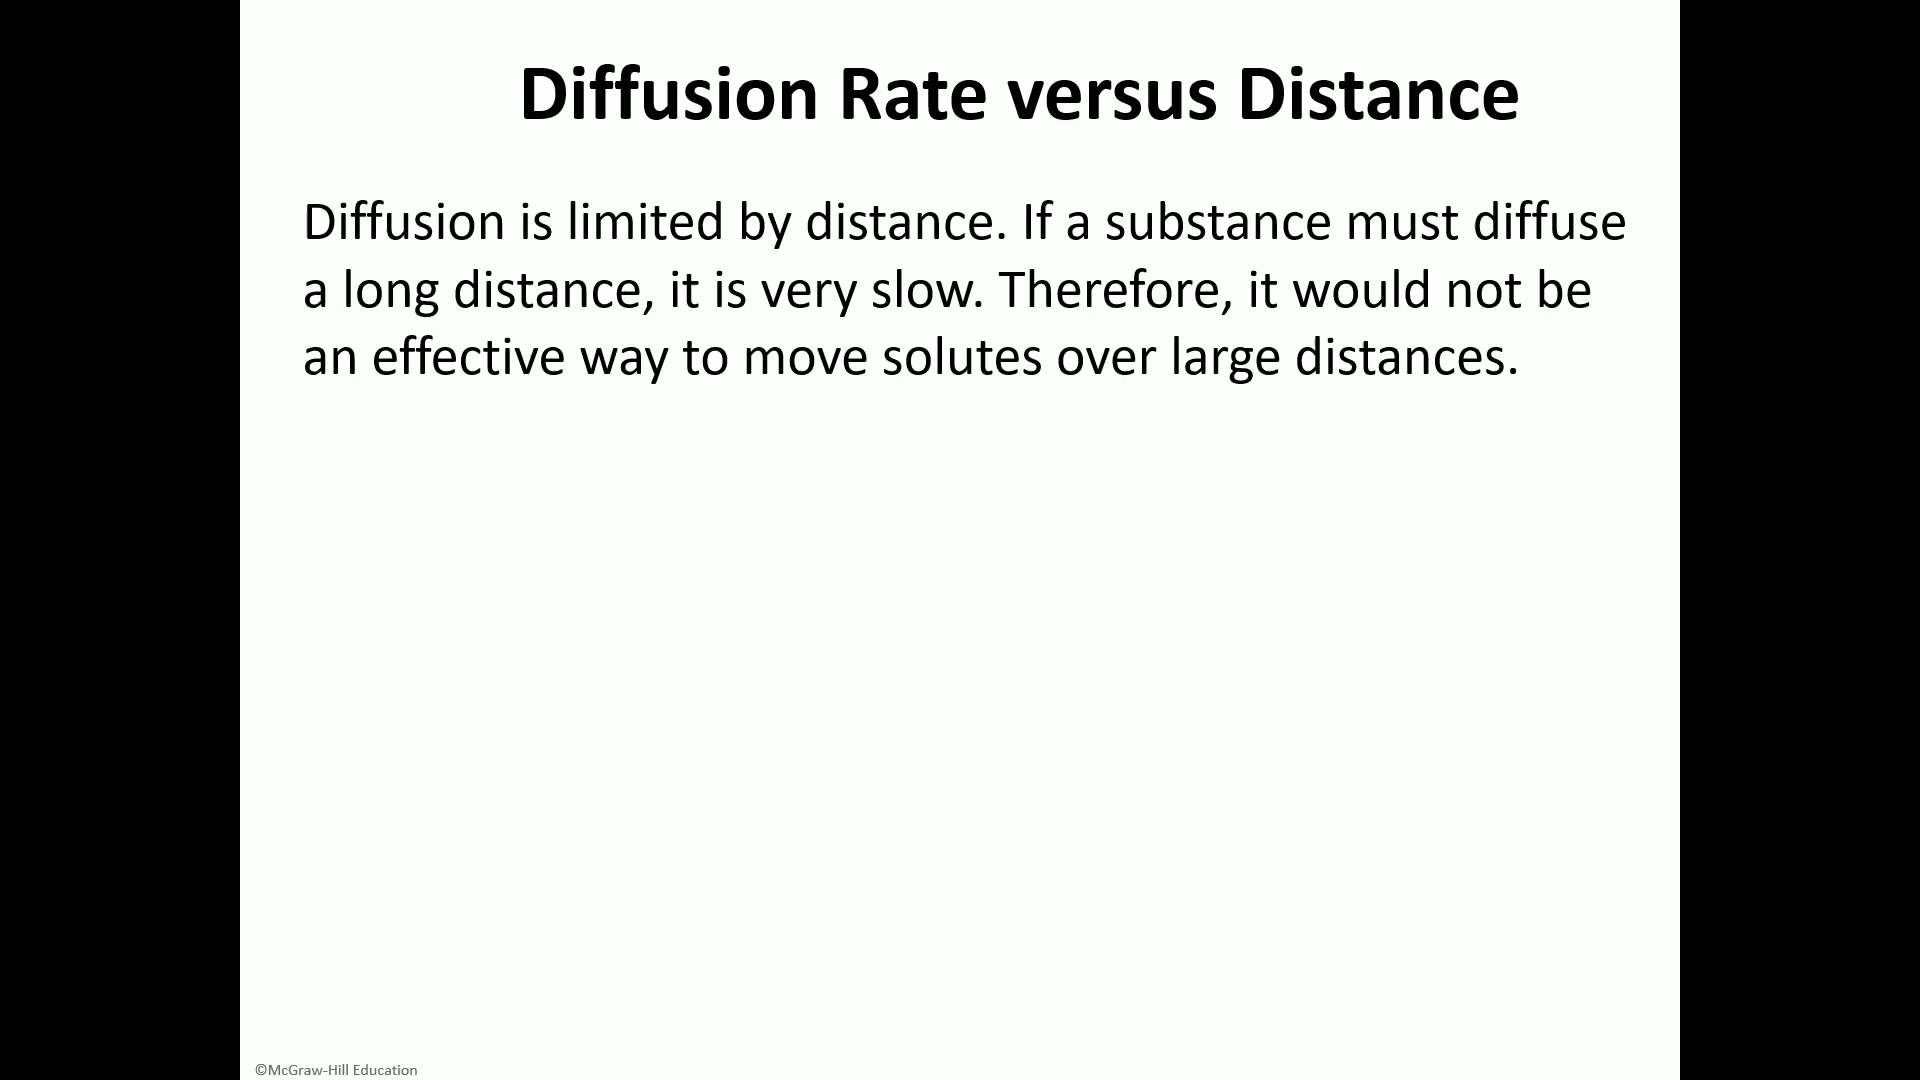 Diffusion Rate versus Distance
Diffusion is limited by distance. If a substance must diffuse
a long distance, it is very slow. Therefore, it would not be
an effective way to move solutes over large distances.
©McGraw-Hill Education